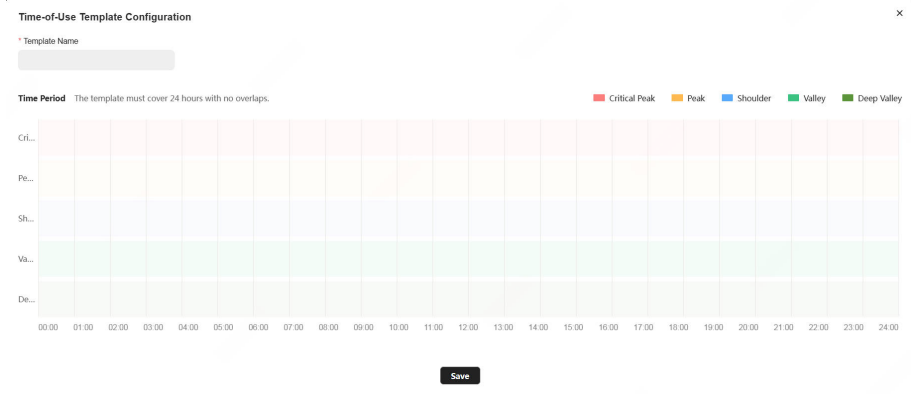 Time-of-Use Template Configuration ×
* Template Name
Time Period The template must cover 24 hours with no overlaps. Critical Peak Peak Shoulder Valley Deep Valley
Cri...
Pe...
Sh...
Va...
De...
00:00 01:00 02:00 03:00 04:00 05:00 06:00 07:00 08:00 09:00 10:00 11:00 12:00 13:00 14:00 15:00 16:00 17:00 18:00 19:00 20:00 21:00 22:00 23:00 24:00
Save